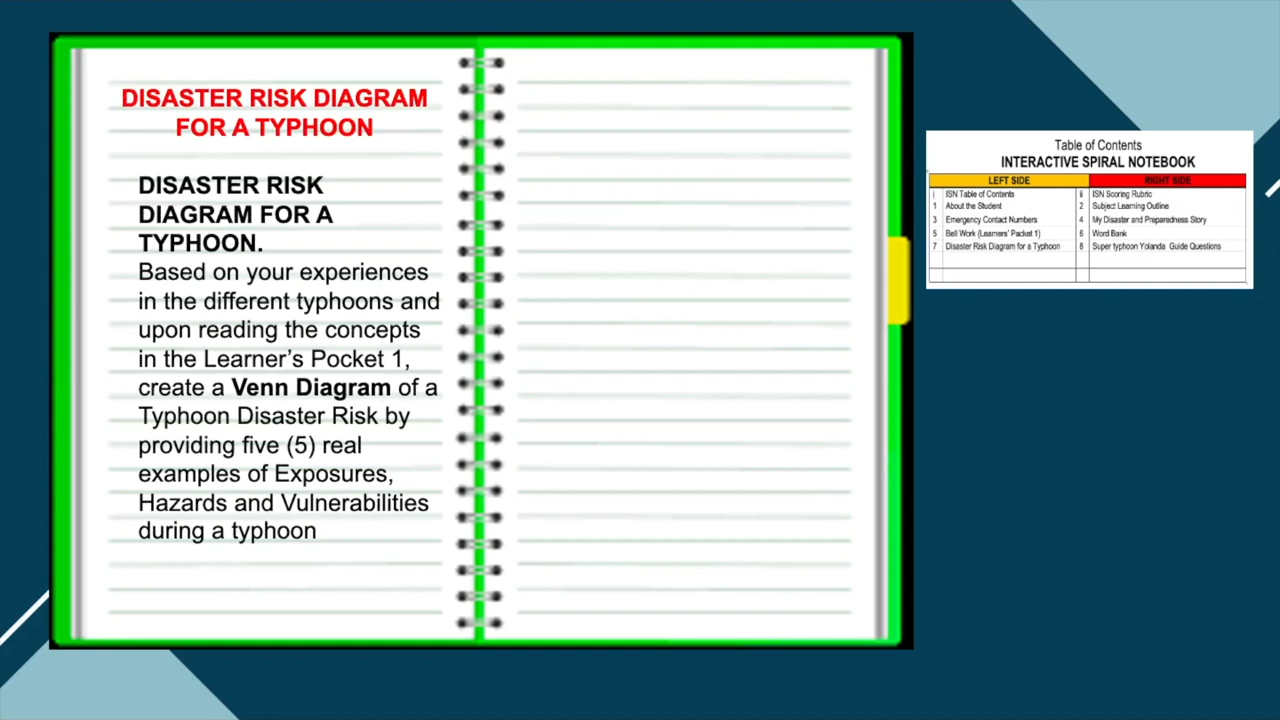 DISASTER RISK DIAGRAM
FOR A TYPHOON
DISASTER RISK
DIAGRAM FOR A
TYPHOON.
Based on your experiences
in the different typhoons and
upon reading the concepts
in the Learner’s Pocket 1,
create a Venn Diagram of a
Typhoon Disaster Risk by
providing five (5) real
examples of Exposures,
Hazards and Vulnerabilities
during a typhoon
Table of Contents
INTERACTIVE SPIRAL NOTEBOOK
LEFT SIDE RIGHT SIDE
i ISN Table of Contents ii ISN Scoring Rubric
1 About the Student 2 Subject Learning Outline
3 Emergency Contact Numbers 4 My Disaster and Preparedness Story
5 Bell Work (Learners' Packet 1) 6 Word Bank
7 Disaster Risk Diagram for a Typhoon 8 Super typhoon Yolanda Guide Questions